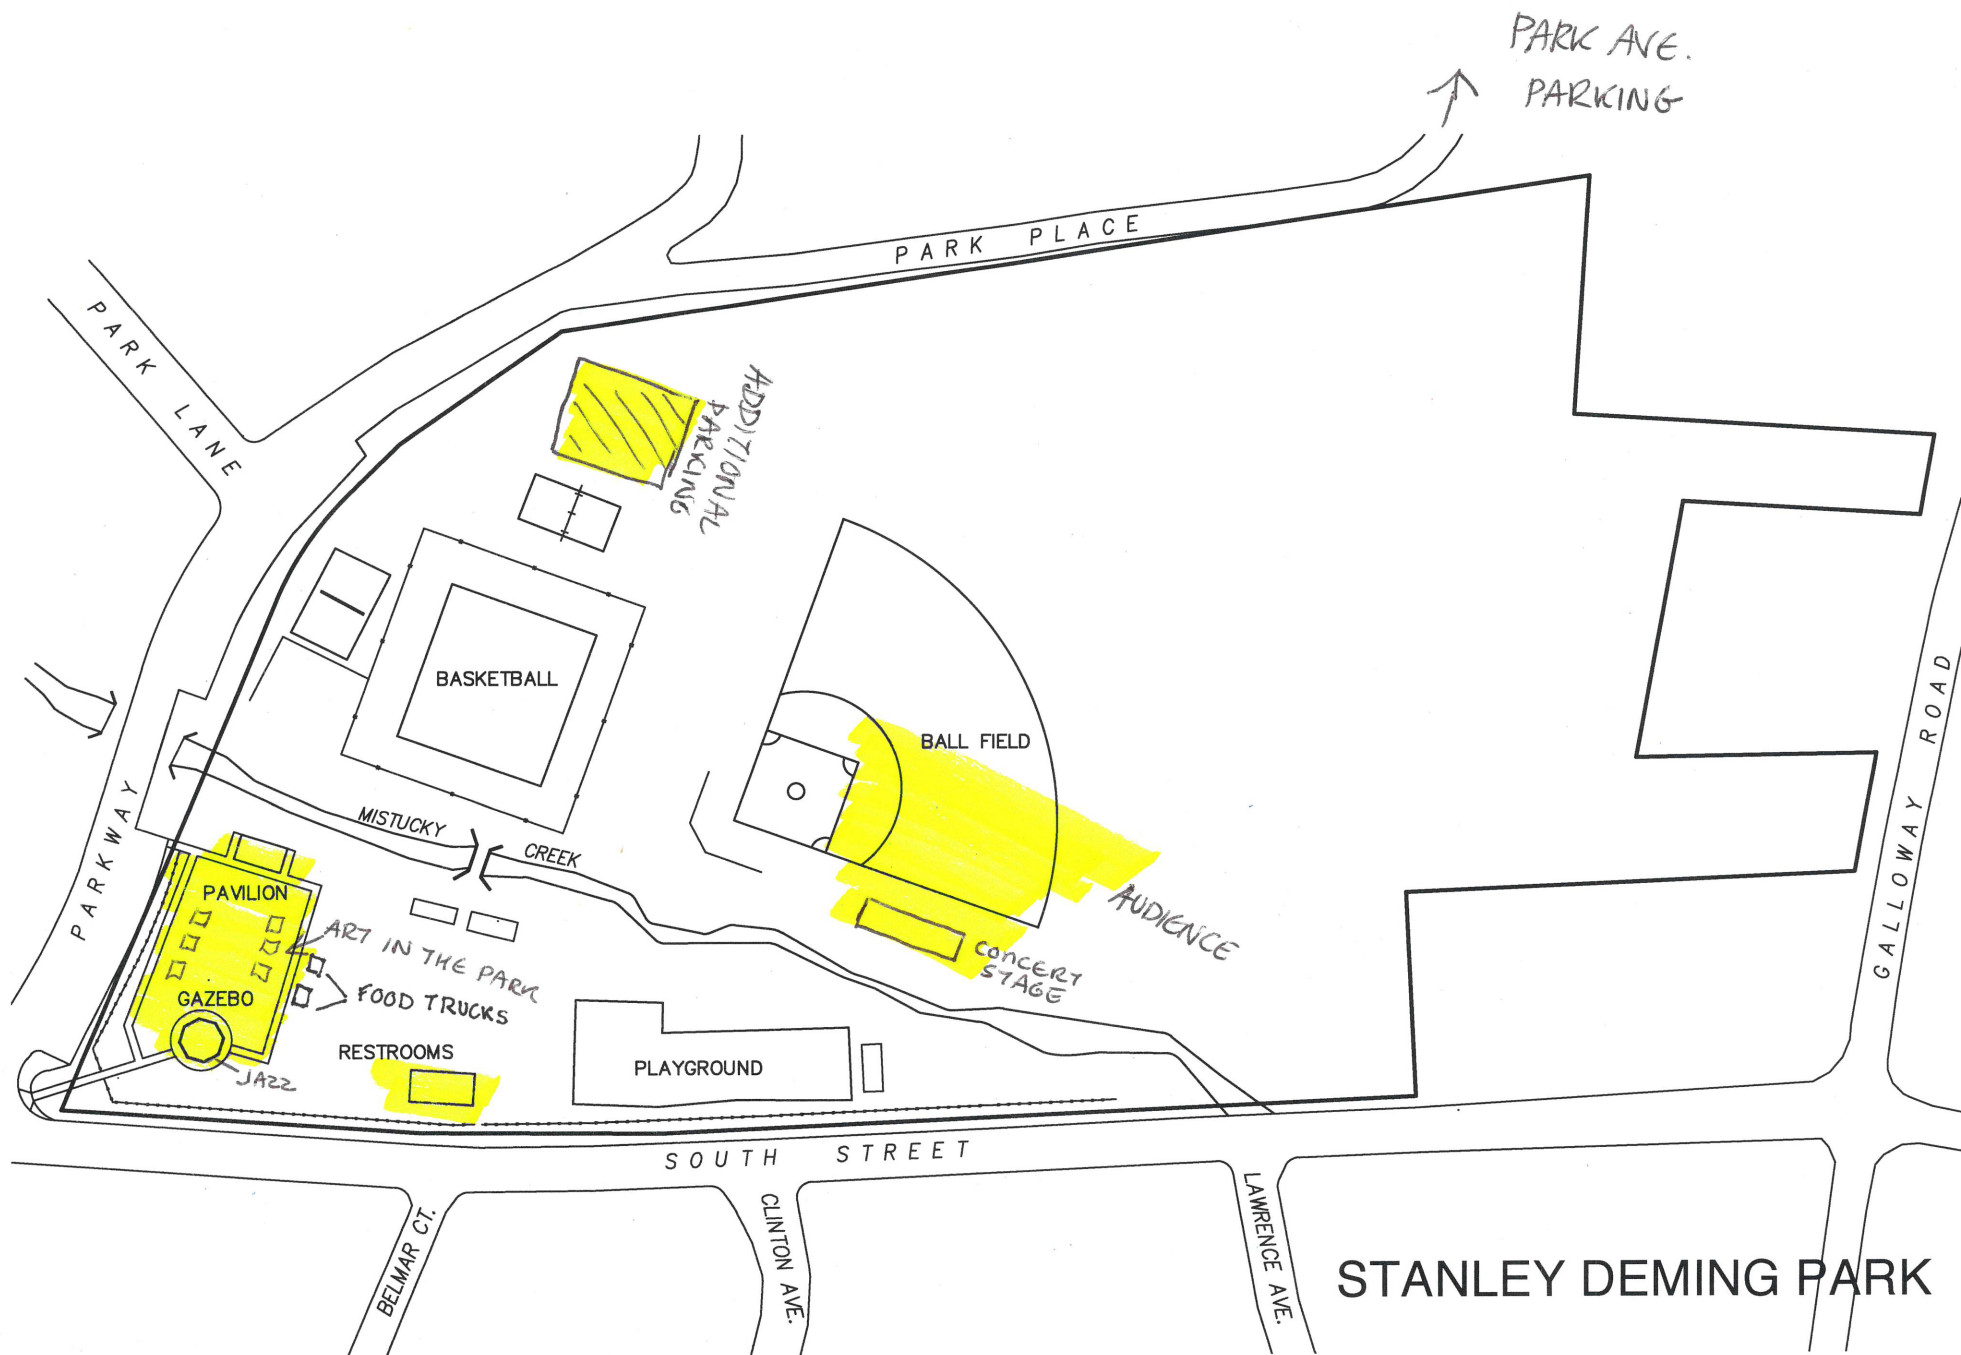 PARK AVE.
PARKING
PARK PLACE
PARK LANE
ADDITIONAL
PARKING
BASKETBALL
BALL FIELD
GALLOWAY ROAD
PARKWAY
MISTUCKY
CREEK
PAVILION
ART IN THE PARK
AUDIENCE
CONCERT
STAGE
GAZEBO
FOOD TRUCKS
RESTROOMS
JAZZ
PLAYGROUND
SOUTH STREET
BELMAR CT.
CLINTON AVE.
LAWRENCE AVE.
STANLEY DEMING PARK